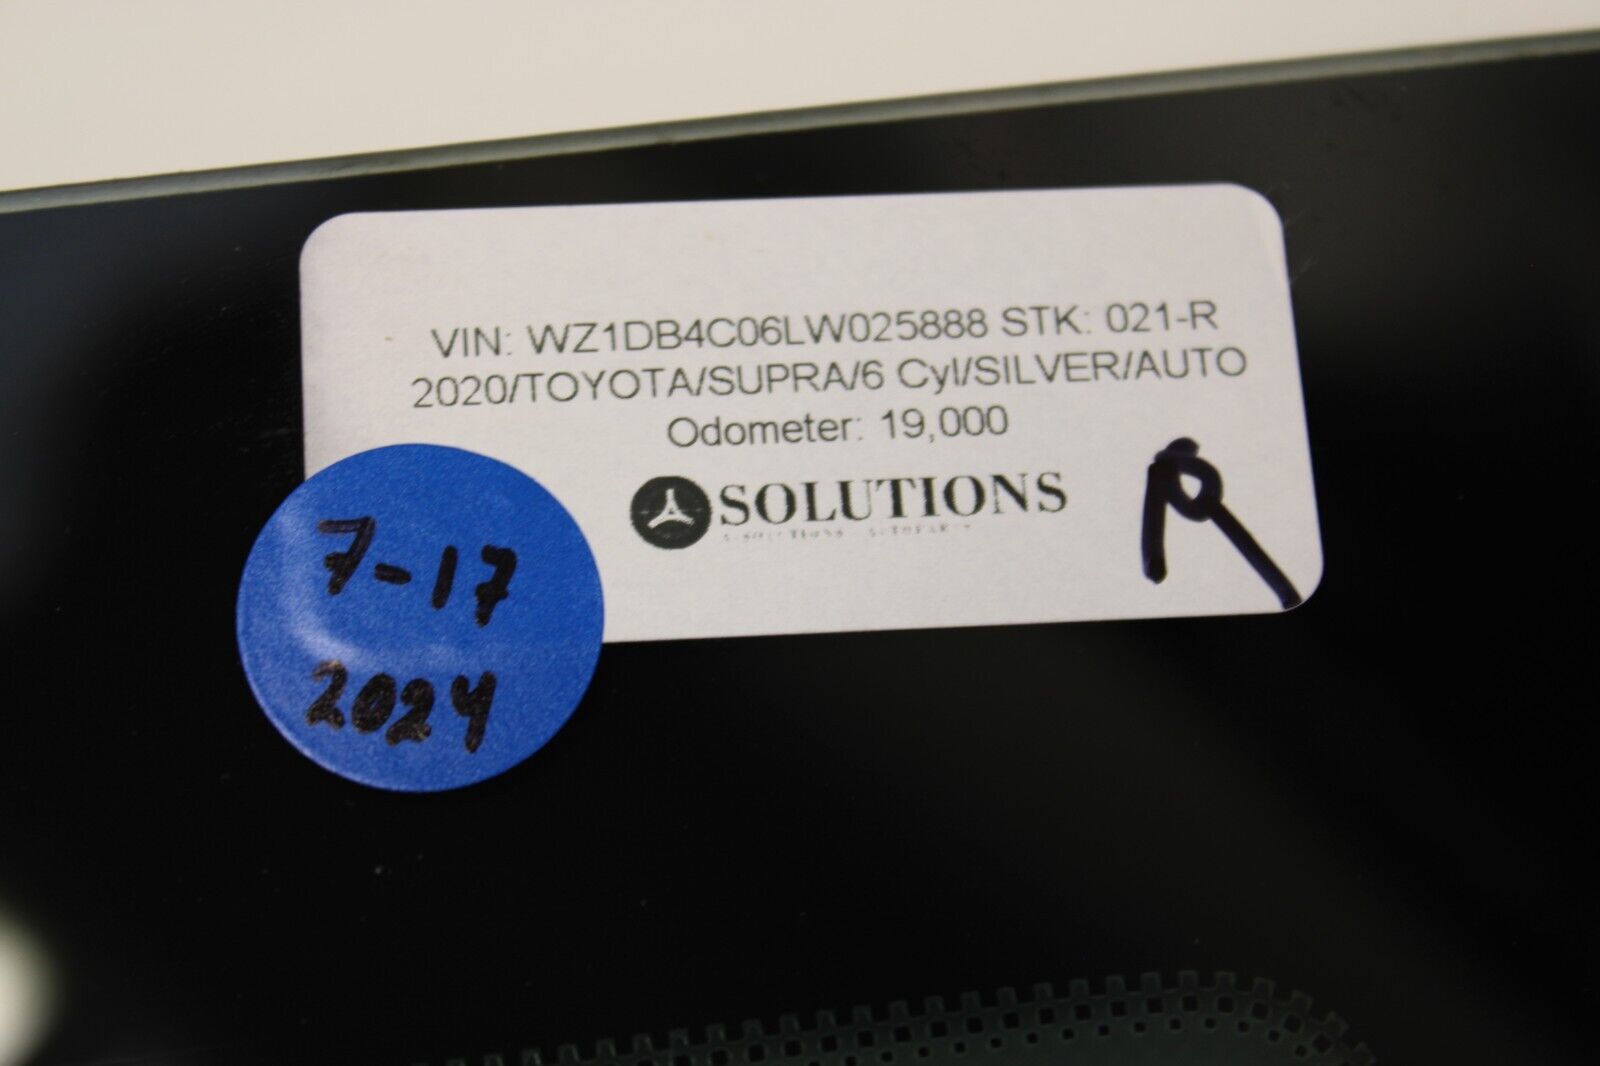 VIN: WZ1DB4C06LW025888 STK: 021-R
2020/TOYOTA/SUPRA/6 Cyl/SILVER/AUTO
Odometer: 19,000
SOLUTIONS
R
7-17
2024